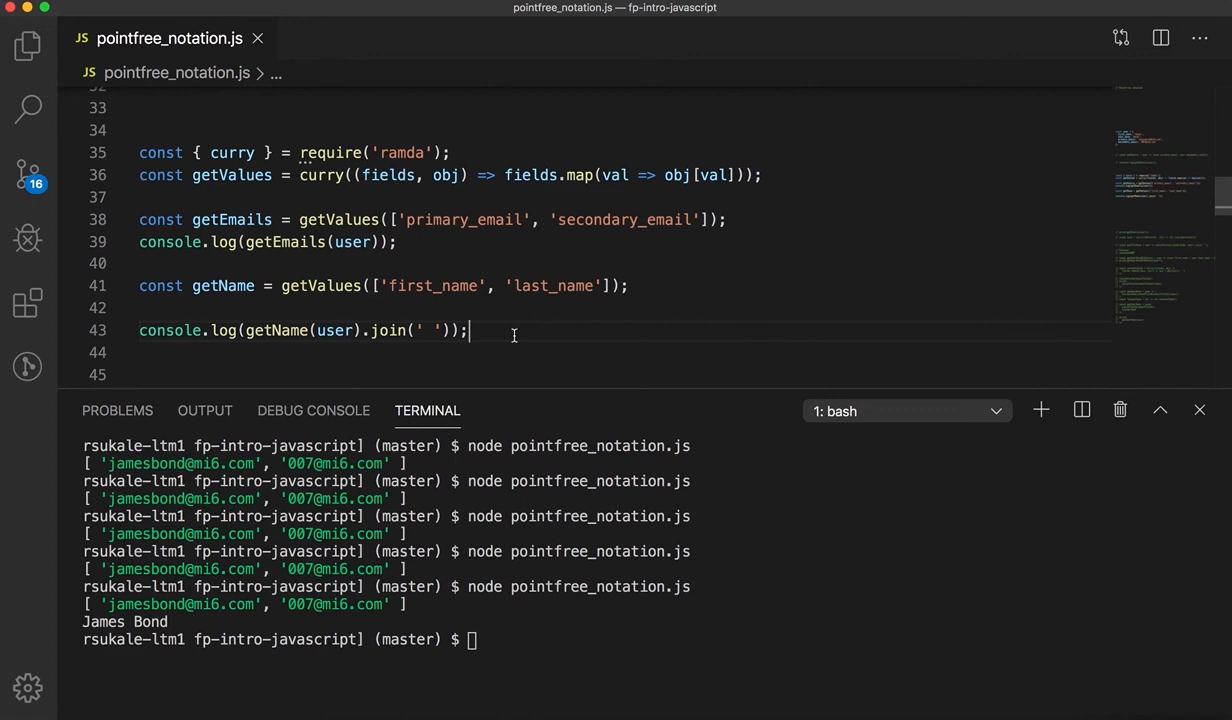 pointfree_notation.js — fp-intro-javascript
JS pointfree_notation.js
JS pointfree_notation.js > ...
33
34
35 const { curry } = require('ramda');
36 const getValues = curry((fields, obj) => fields.map(val => obj[val]));
37
38 const getEmails = getValues(['primary_email', 'secondary_email']);
39 console.log(getEmails(user));
40
41 const getName = getValues(['first_name', 'last_name']);
42
43 console.log(getName(user).join(' '));
44
45
16
PROBLEMS OUTPUT DEBUG CONSOLE TERMINAL 1: bash
rsukale-ltm1 fp-intro-javascript] (master) $ node pointfree_notation.js
[ 'jamesbond@mi6.com', '007@mi6.com' ]
rsukale-ltm1 fp-intro-javascript] (master) $ node pointfree_notation.js
[ 'jamesbond@mi6.com', '007@mi6.com' ]
rsukale-ltm1 fp-intro-javascript] (master) $ node pointfree_notation.js
[ 'jamesbond@mi6.com', '007@mi6.com' ]
rsukale-ltm1 fp-intro-javascript] (master) $ node pointfree_notation.js
[ 'jamesbond@mi6.com', '007@mi6.com' ]
rsukale-ltm1 fp-intro-javascript] (master) $ node pointfree_notation.js
[ 'jamesbond@mi6.com', '007@mi6.com' ]
James Bond
rsukale-ltm1 fp-intro-javascript] (master) $